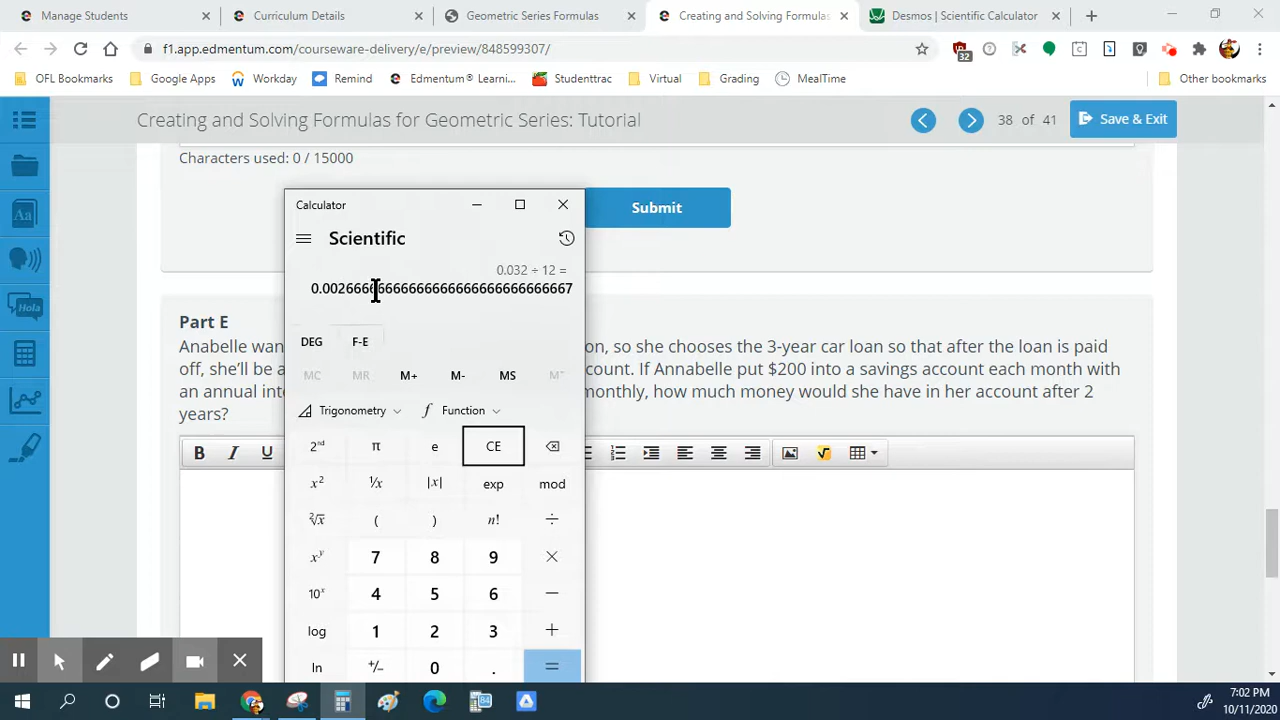 Manage Students
Curriculum Details
Geometric Series Formulas
Creating and Solving Formulas
Desmos | Scientific Calculator
f1.app.edmentum.com/courseware-delivery/e/preview/848599307/
32
OFL Bookmarks
Google Apps
Workday
Remind
Edmentum® Learni...
Studenttrac
Virtual
Grading
MealTime
Other bookmarks
Creating and Solving Formulas for Geometric Series: Tutorial
38 of 41
Save & Exit
Characters used: 0 / 15000
Submit
Calculator
Scientific
0.032 ÷ 12 =
DEG
F-E
MC MR M+ M- MS
Trigonometry
Function
2nd π e CE
x² ¹/x |x| exp mod
²√x ( ) n! ÷
xʸ 7 8 9 ×
10ˣ 4 5 6 −
log 1 2 3 +
ln +/− 0 . =
Part E
Anabelle wan on, so she chooses the 3-year car loan so that after the loan is paid
off, she'll be a count. If Annabelle put $200 into a savings account each month with
an annual inte monthly, how much money would she have in her account after 2
years?
B I U
Aa
Hola
7:02 PM
10/11/2020